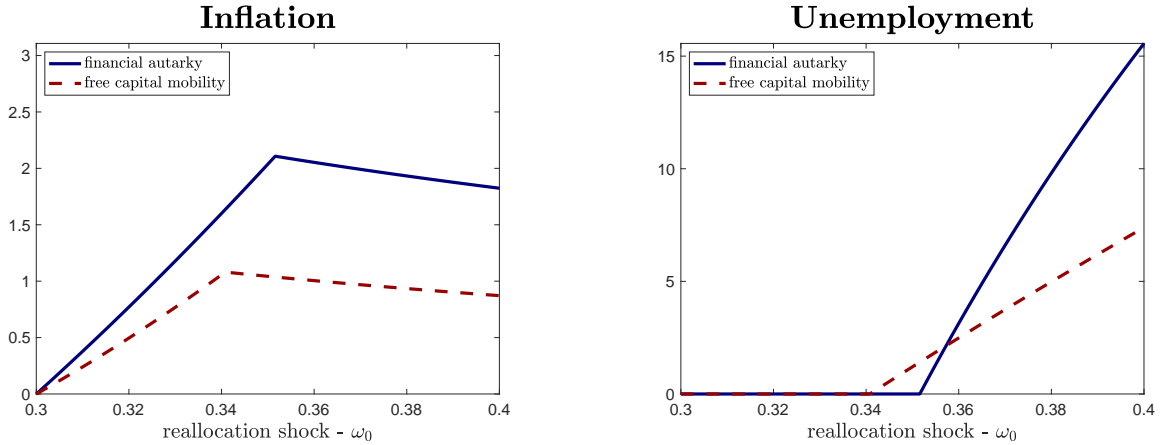 Inflation
financial autarky
free capital mobility
3
2.5
2
1.5
1
0.5
0
0.3 0.32 0.34 0.36 0.38 0.4
reallocation shock - ω₀
Unemployment
financial autarky
free capital mobility
15
10
5
0
0.3 0.32 0.34 0.36 0.38 0.4
reallocation shock - ω₀